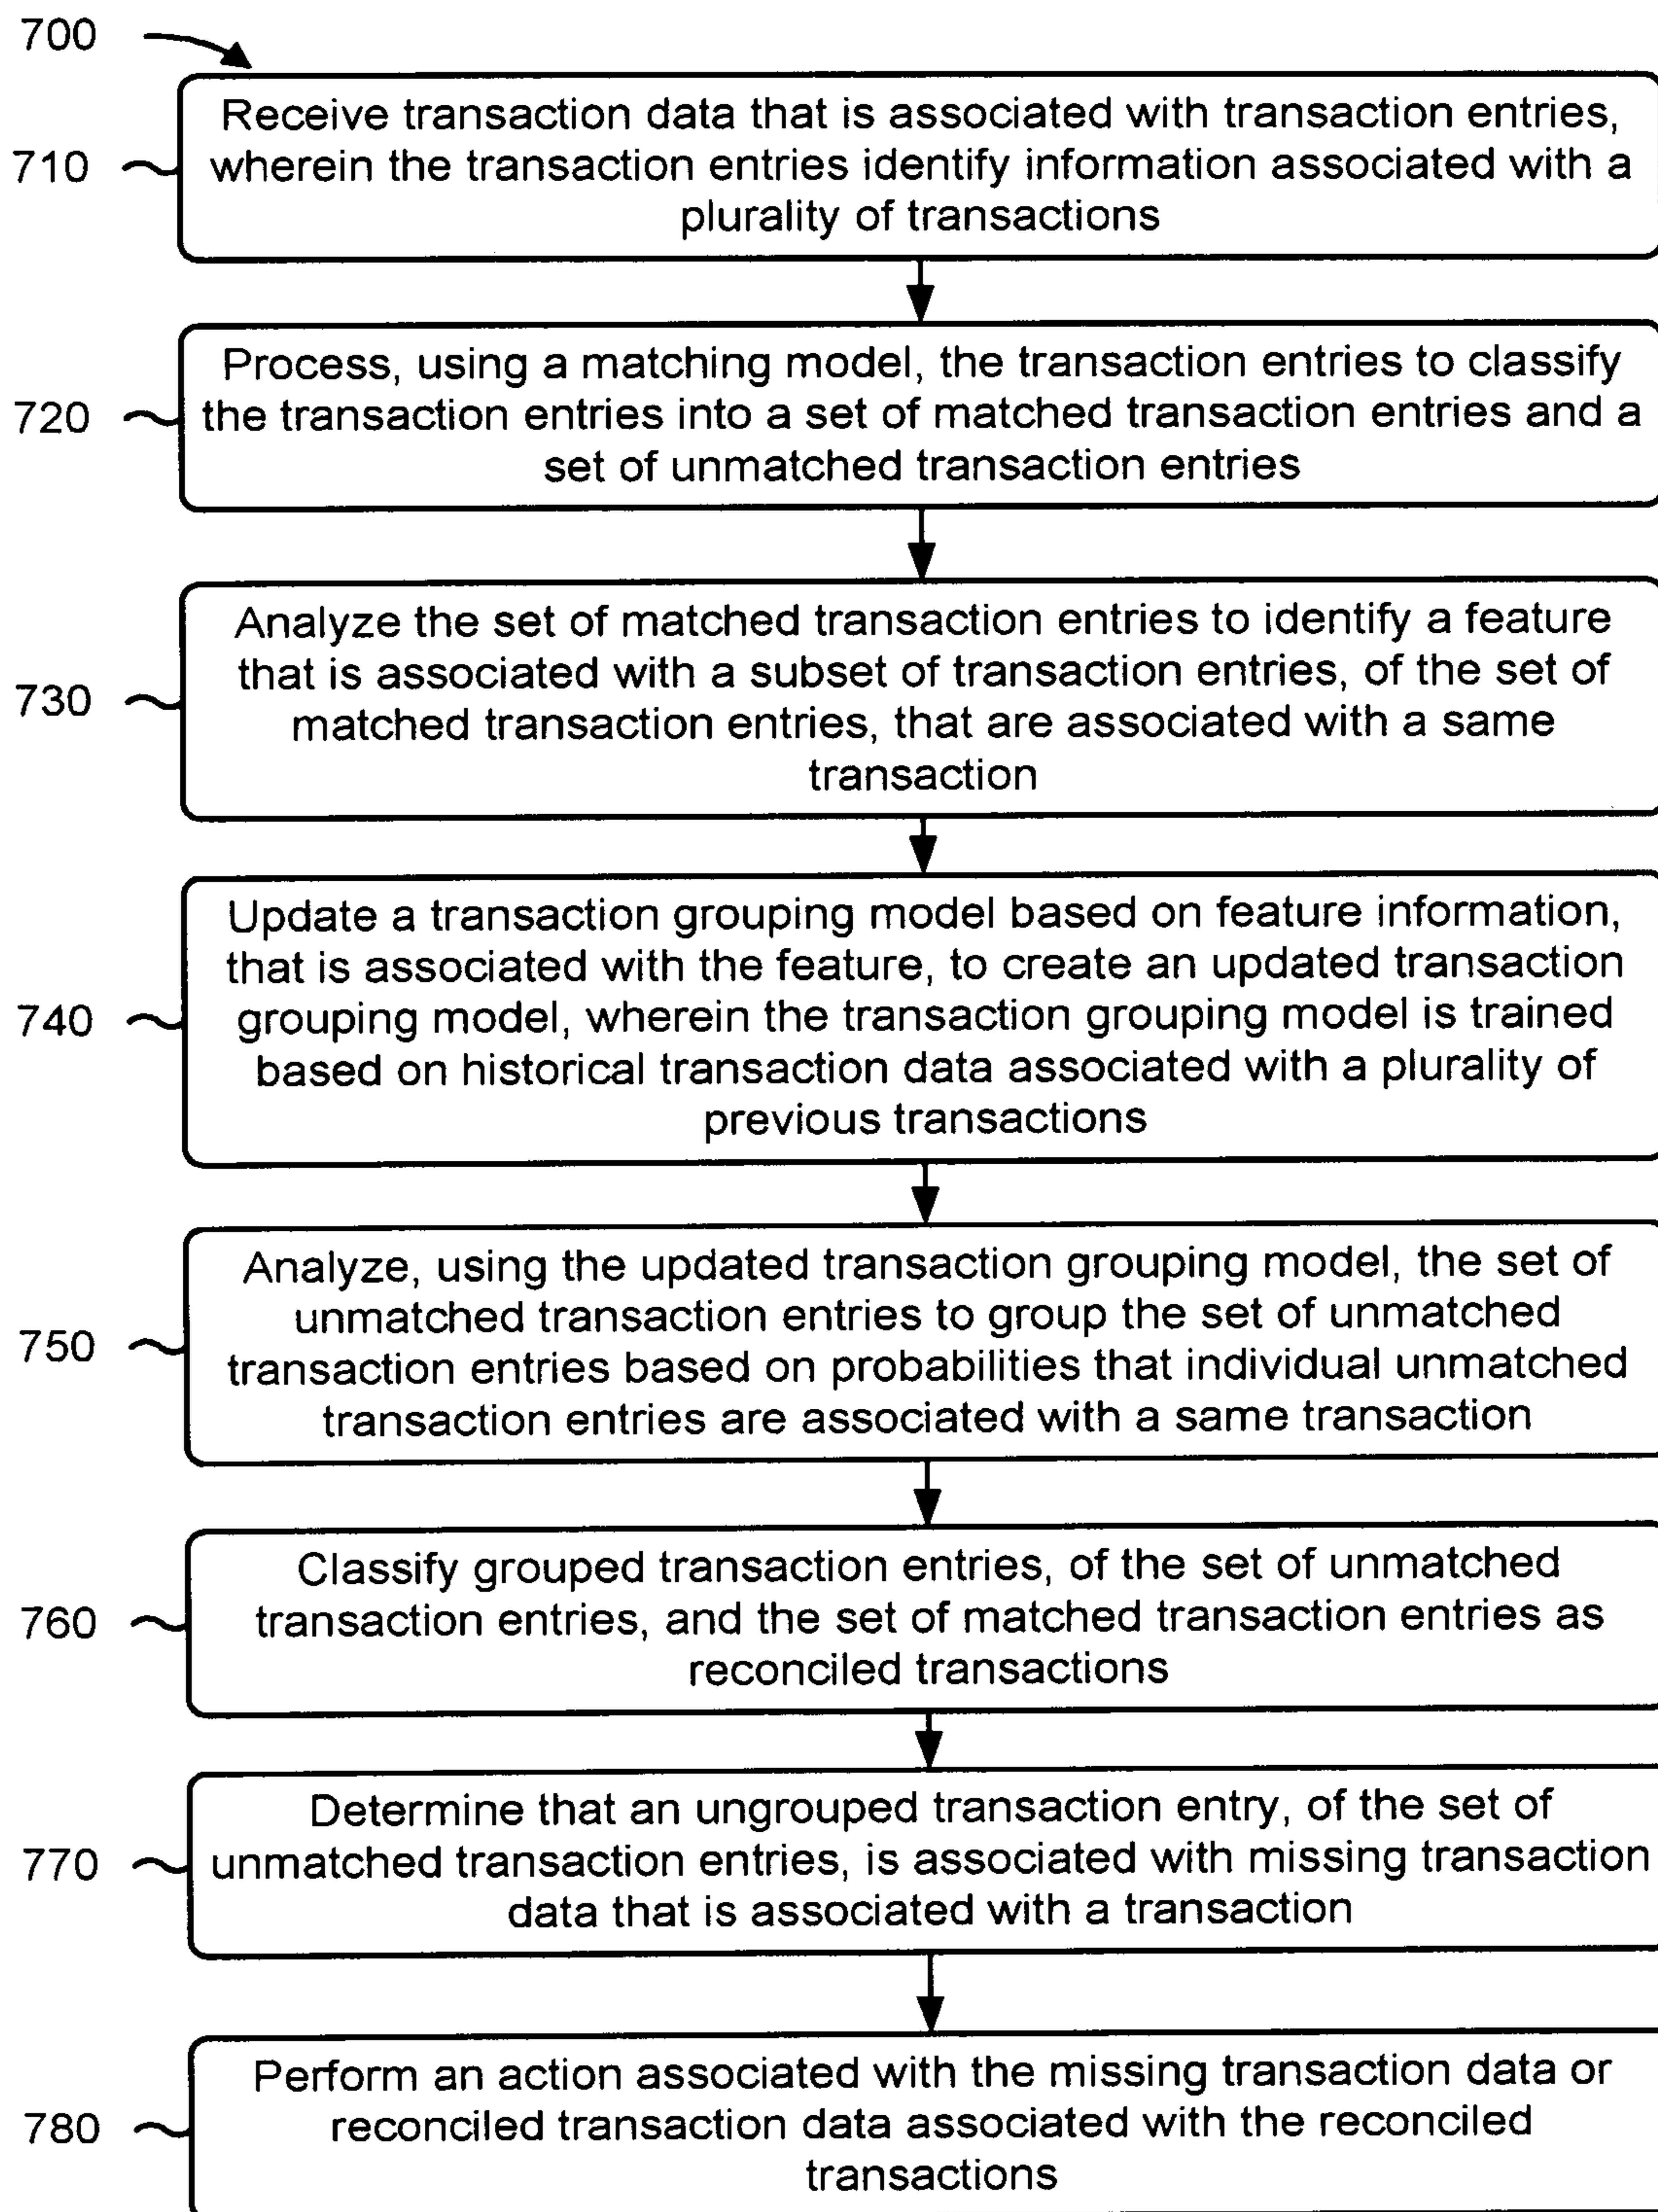 700
Receive transaction data that is associated with transaction entries,
710
wherein the transaction entries identify information associated with a
plurality of transactions
Process, using a matching model, the transaction entries to classify
720
the transaction entries into a set of matched transaction entries and a
set of unmatched transaction entries
Analyze the set of matched transaction entries to identify a feature
that is associated with a subset of transaction entries, of the set of
730
matched transaction entries, that are associated with a same
transaction
Update a transaction grouping model based on feature information,
that is associated with the feature, to create an updated transaction
740
grouping model, wherein the transaction grouping model is trained
based on historical transaction data associated with a plurality of
previous transactions
Analyze, using the updated transaction grouping model, the set of
unmatched transaction entries to group the set of unmatched
750
transaction entries based on probabilities that individual unmatched
transaction entries are associated with a same transaction
Classify grouped transaction entries, of the set of unmatched
760
transaction entries, and the set of matched transaction entries as
reconciled transactions
Determine that an ungrouped transaction entry, of the set of
770
unmatched transaction entries, is associated with missing transaction
data that is associated with a transaction
Perform an action associated with the missing transaction data or
780
reconciled transaction data associated with the reconciled
transactions